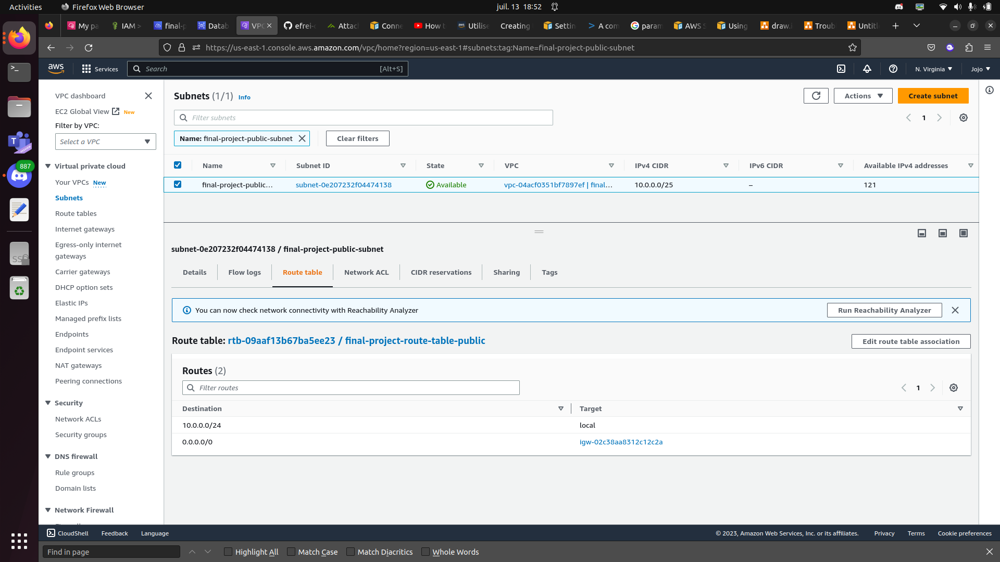 Activities
Firefox Web Browser
juil. 13 18:52
My pa
IAM >
final-p
Datab
VPC
efrei-c
Attach
Conne
How t
Utilise
Creating
Settin
A com
param
AWS S
Using
draw.i
Troub
Untitl
https://us-east-1.console.aws.amazon.com/vpc/home?region=us-east-1#subnets:tag:Name=final-project-public-subnet
aws
Services
Search
[Alt+S]
N. Virginia
Jojo
887
PREVIEW
SSD
VPC dashboard
EC2 Global View
New
Filter by VPC:
Select a VPC
Virtual private cloud
Your VPCs
New
Subnets
Route tables
Internet gateways
Egress-only internet
gateways
Carrier gateways
DHCP option sets
Elastic IPs
Managed prefix lists
Endpoints
Endpoint services
NAT gateways
Peering connections
Security
Network ACLs
Security groups
DNS firewall
Rule groups
Domain lists
Network Firewall
Subnets (1/1)
Info
Actions
Create subnet
Filter subnets
1
Name: final-project-public-subnet
Clear filters
Name
Subnet ID
State
VPC
IPv4 CIDR
IPv6 CIDR
Available IPv4 addresses
final-project-public...
subnet-0e207232f04474138
Available
vpc-04acf0351bf7897ef | final...
10.0.0.0/25
–
121
subnet-0e207232f04474138 / final-project-public-subnet
Details
Flow logs
Route table
Network ACL
CIDR reservations
Sharing
Tags
You can now check network connectivity with Reachability Analyzer
Run Reachability Analyzer
Route table: rtb-09aaf13b67ba5ee23 / final-project-route-table-public
Edit route table association
Routes (2)
Filter routes
1
Destination
Target
10.0.0.0/24
local
0.0.0.0/0
igw-02c38aa8312c12c2a
CloudShell
Feedback
Language
© 2023, Amazon Web Services, Inc. or its affiliates.
Privacy
Terms
Cookie preferences
Find in page
Highlight All
Match Case
Match Diacritics
Whole Words